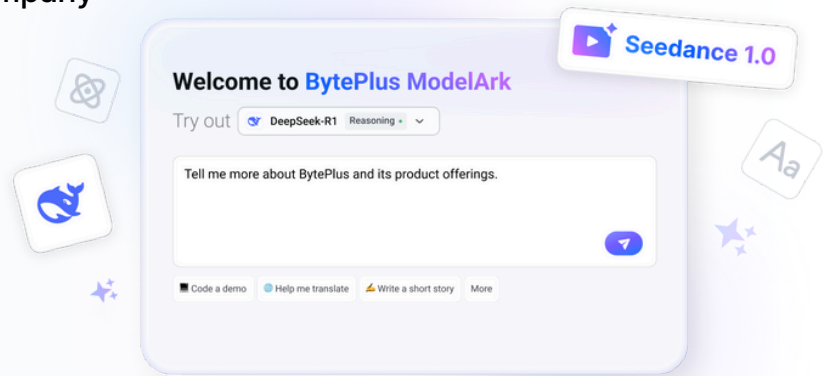 Seedance 1.0
Welcome to BytePlus ModelArk
Try out DeepSeek-R1 Reasoning
Tell me more about BytePlus and its product offerings.
Code a demo Help me translate Write a short story More
Aa